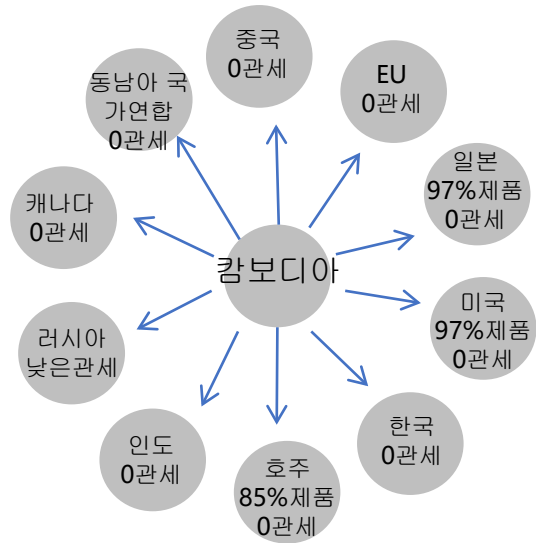 중국
0관세
EU
0관세
일본
97%제품
0관세
미국
97%제품
0관세
한국
0관세
호주
85%제품
0관세
인도
0관세
러시아
낮은관세
캐나다
0관세
동남아 국
가연합
0관세
캄보디아